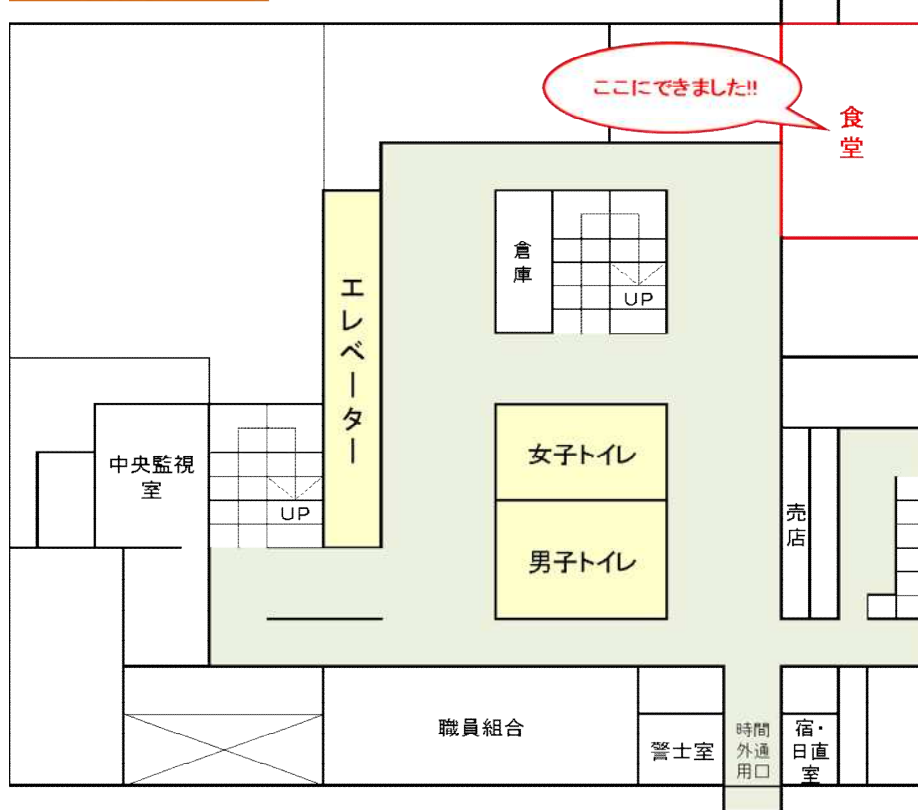 ここにできました!!
食堂
倉庫
UP
エレベーター
女子トイレ
中央監視
室
UP
売店
男子トイレ
職員組合
警士室
時間
外通
用口
宿・
日直
室